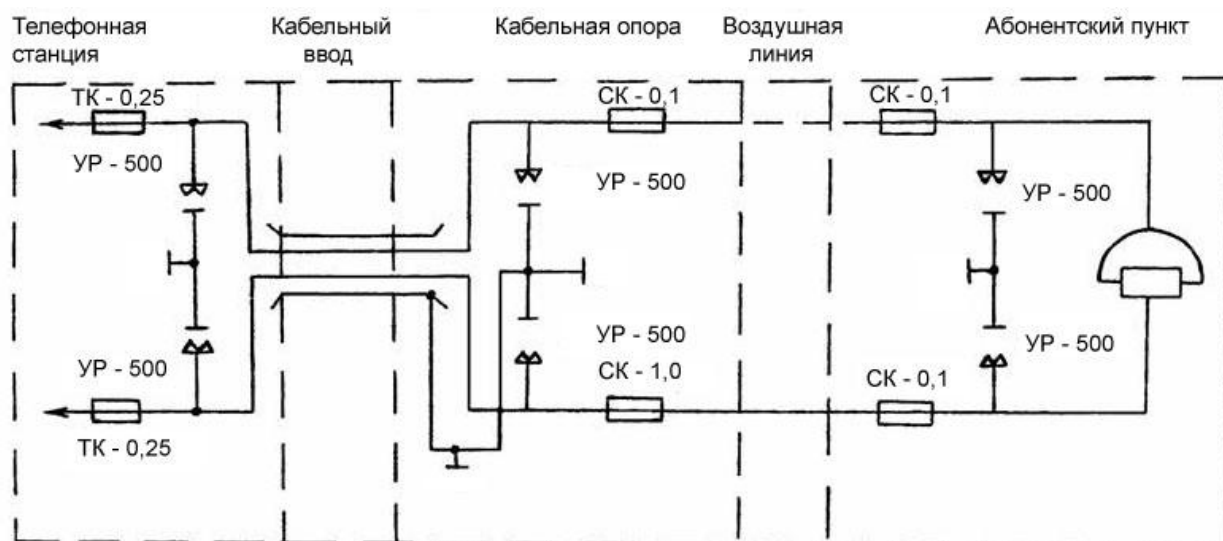 Телефонная
станция
Кабельный
ввод
Кабельная опора
Воздушная
линия
Абонентский пункт
ТК - 0,25
СК - 0,1
СК - 0,1
УР - 500
УР - 500
УР - 500
УР - 500
УР - 500
УР - 500
СК - 1,0
СК - 0,1
ТК - 0,25